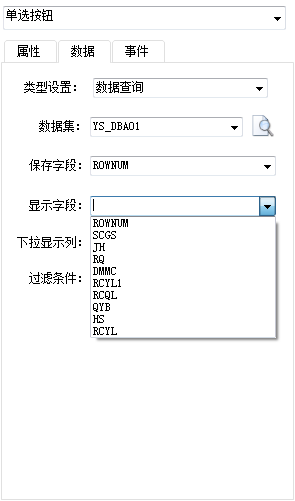 单选按钮
属性 数据 事件
类型设置： 数据查询
数据集： YS_DBA01
保存字段： ROWNUM
显示字段：
ROWNUM
SCGS
下拉显示列：
JH
RQ
DMMC
过滤条件：
RCYL1
RCQL
QYB
HS
RCYL